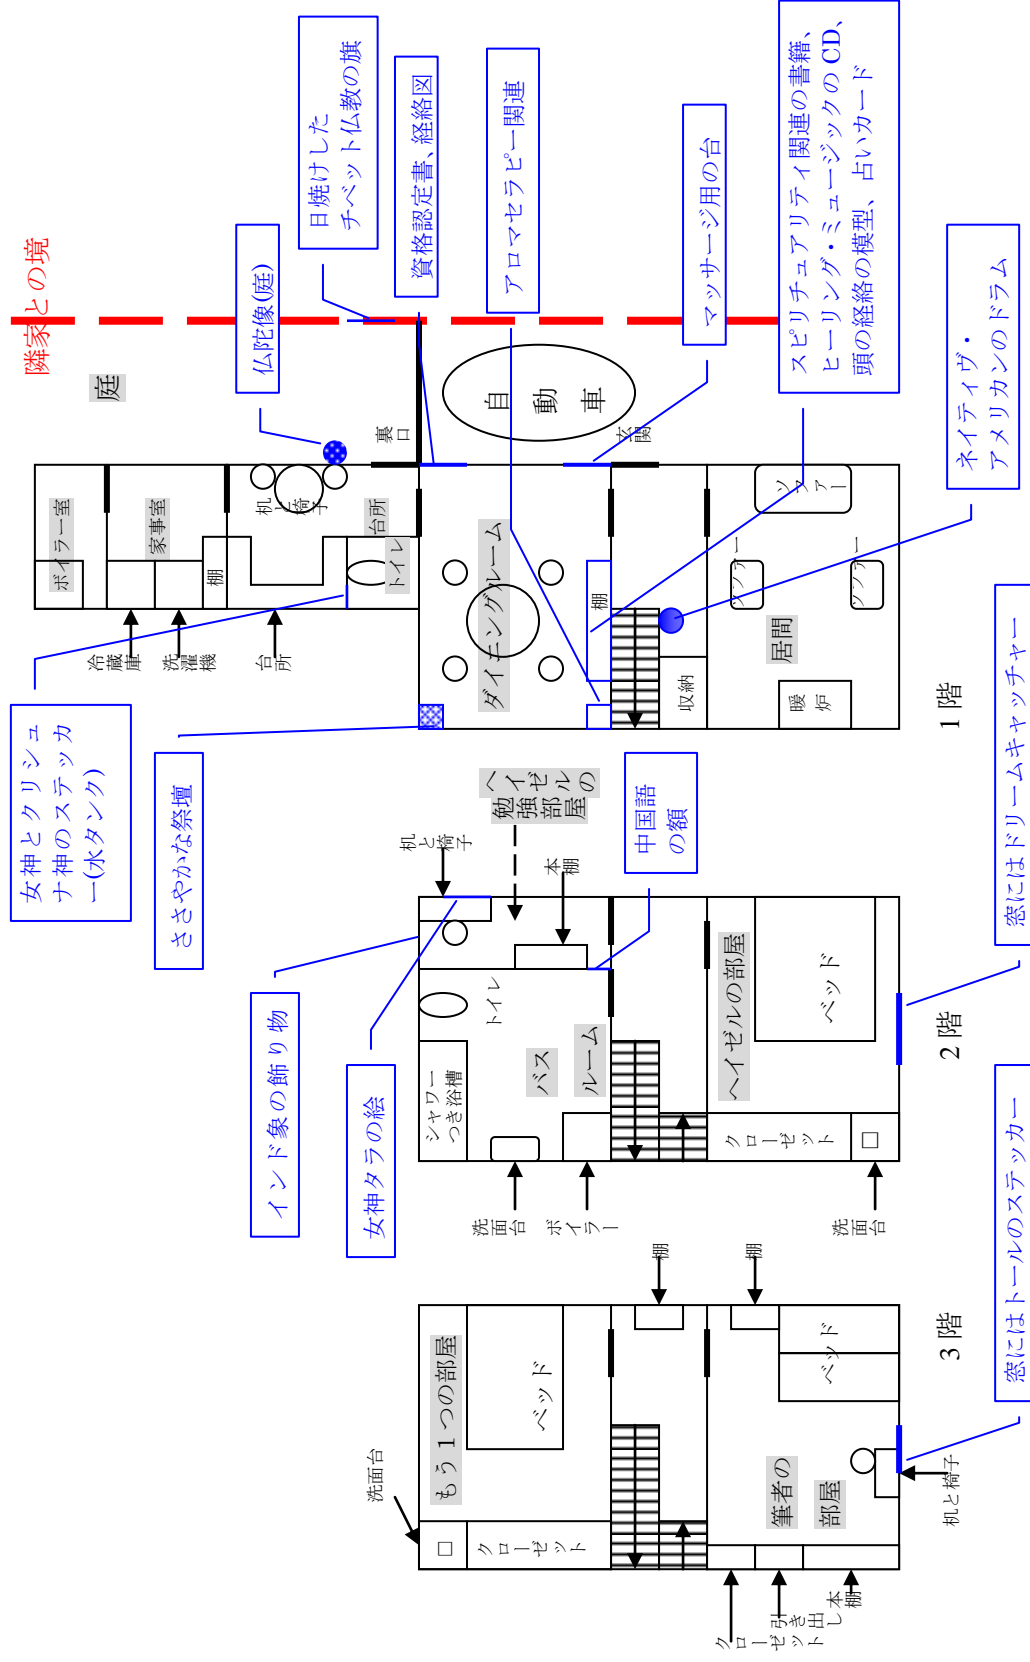 隣家との境
庭
仏陀像(庭)
日焼けした
チベット仏教の旗
資格認定書、経絡図
アロマセラピー関連
マッサージ用の台
スピリチュアリティ関連の書籍、
ヒーリング・ミュージックの CD、
頭の経絡の模型、占いカード
ネイティヴ・
アメリカンのドラム
自
動
車
裏口
玄関
ボイラー室
家事室
棚
机と椅子
台所
トイレ
冷蔵庫
洗濯機
台所
ダイニングルーム
棚
収納
居間
暖炉
ソファー
ソファー
ソファー
1 階
女神とクリシュ
ナ神のステッカ
ー(水タンク)
ささやかな祭壇
インド象の飾り物
女神タラの絵
中国語
の額
窓にはドリームキャッチャー
机と椅子
ヘイゼルの
勉強部屋
本棚
トイレ
シャワー
つき浴槽
バス
ルーム
洗面台
ボイラー
ヘイゼルの部屋
ベッド
クローゼット
洗面台
2 階
窓にはトールのステッカー
もう 1 つの部屋
ベッド
洗面台
クローゼット
棚
棚
ベッド
筆者の
部屋
机と椅子
クローゼット
引き出し
本棚
3 階